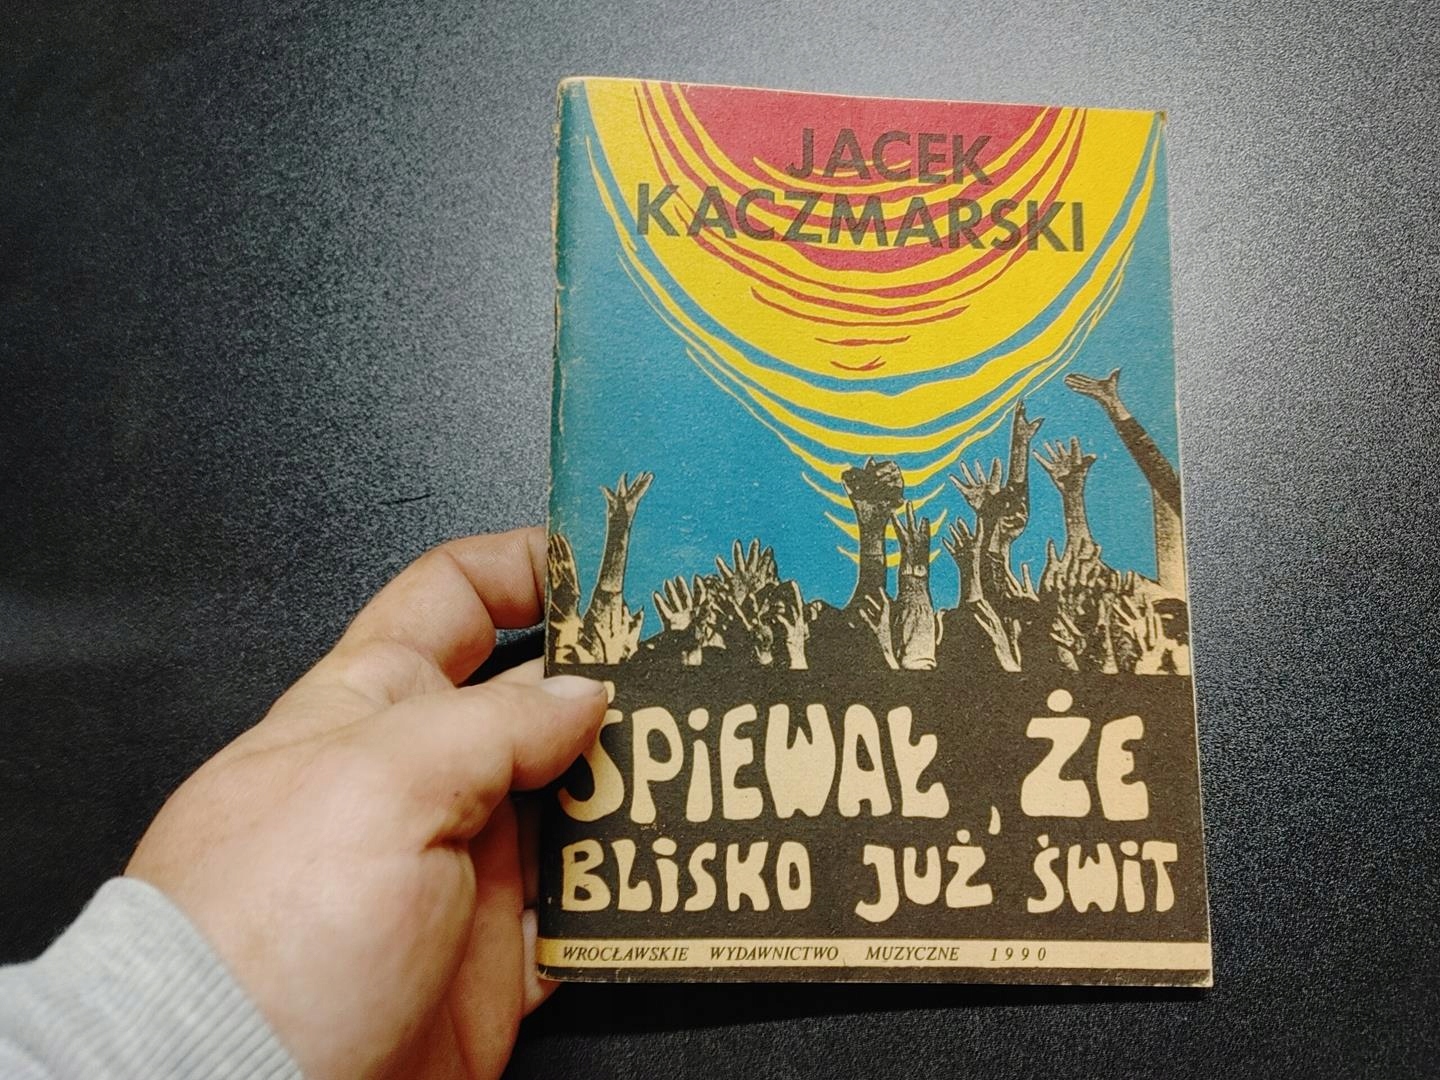 JACEK
KACZMARSKI
ŚPiEWAŁ, ŻE
BLiSKO JUŻ ŚWiT
WROCŁAWSKIE WYDAWNICTWO MUZYCZNE 1990